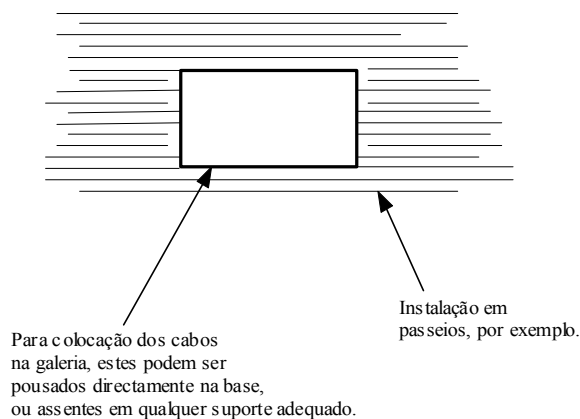 Para colocação dos cabos
na galeria, estes podem ser
pousados directamente na base,
ou assentes em qualquer suporte adequado.
Instalação em
passeios, por exemplo.